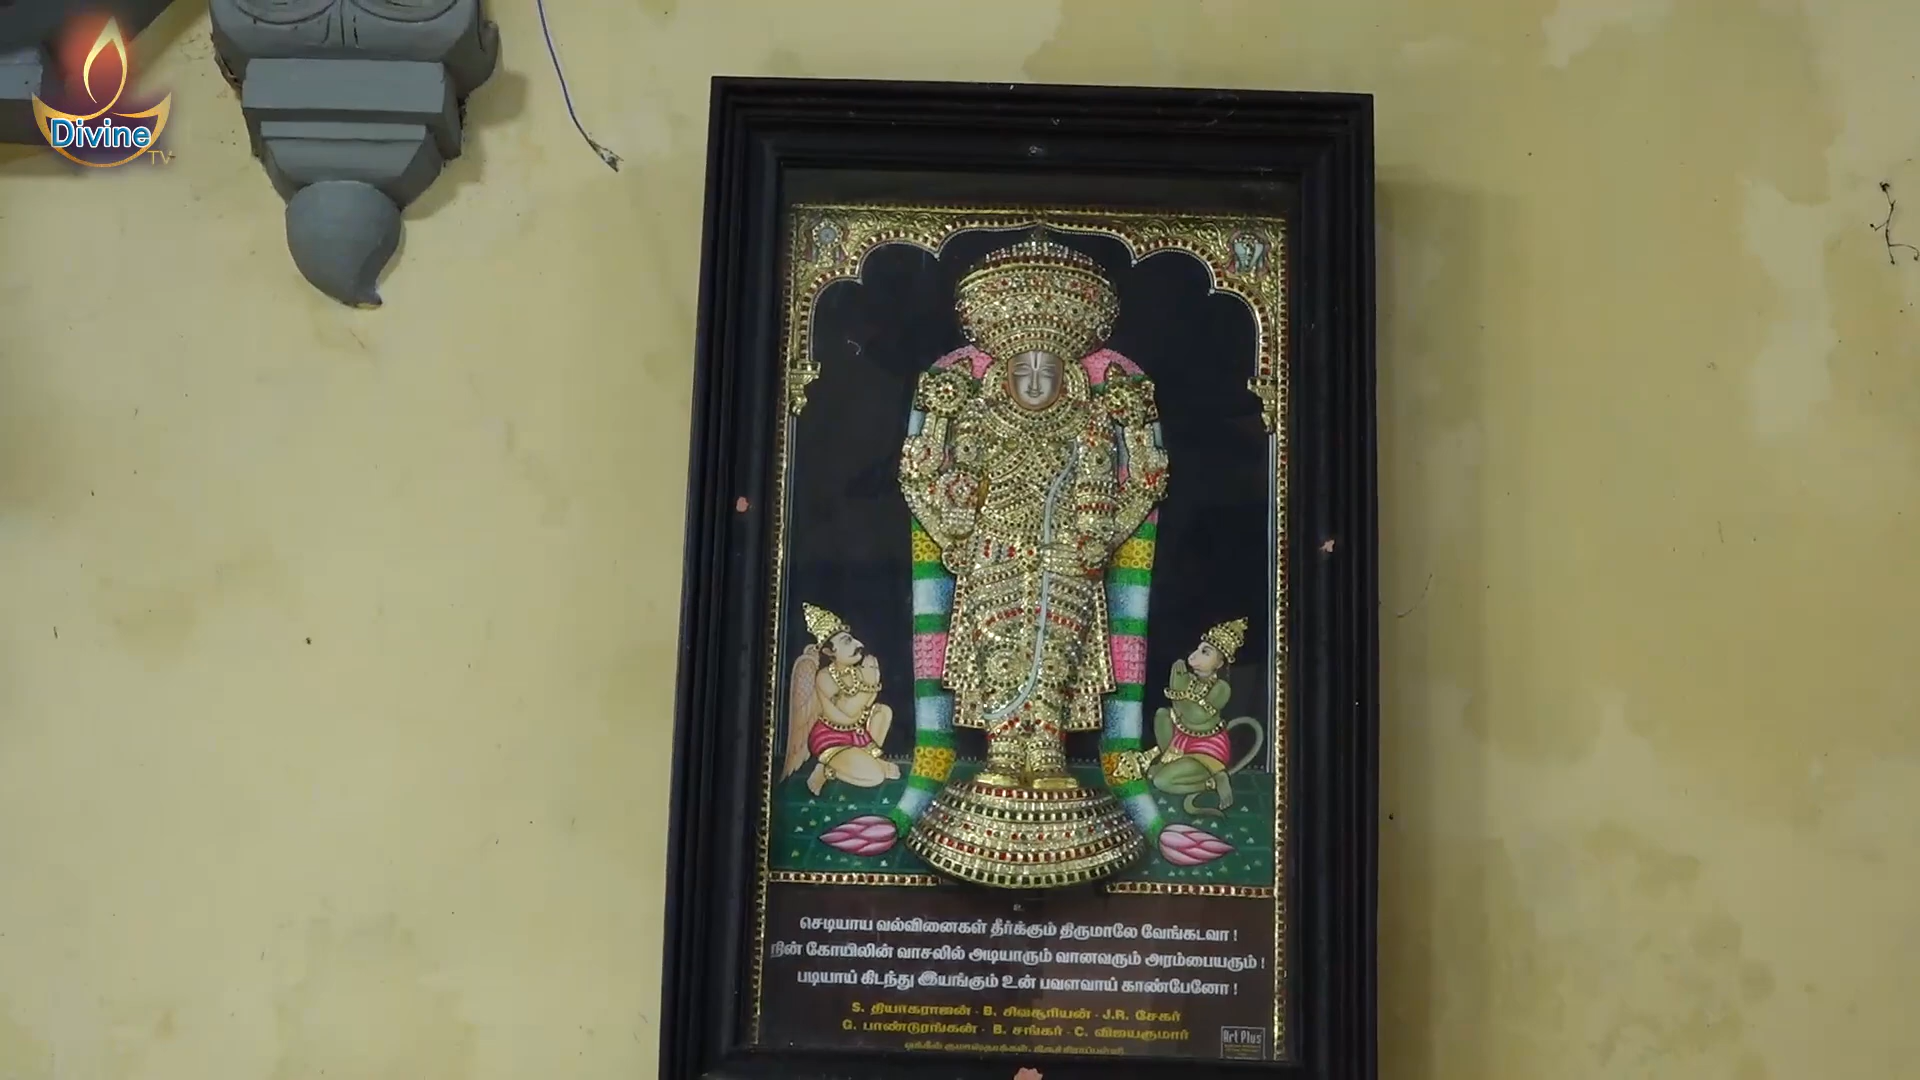 Divine
TV
உ
செடியாய வல்வினைகள் தீர்க்கும் திருமாலே வேங்கடவா !
நின் கோயிலின் வாசலில் அடியாரும் வானவரும் அரம்பையரும் !
படியாய் கிடந்து இயங்கும் உன் பவளவாய் காண்பேனோ !
S. தியாகராஜன் - B. சிவசூரியன் - J.R. சேகர்
G. பாண்டுரங்கன் - B. சங்கர் - C. விஜயகுமார்
Art Plus